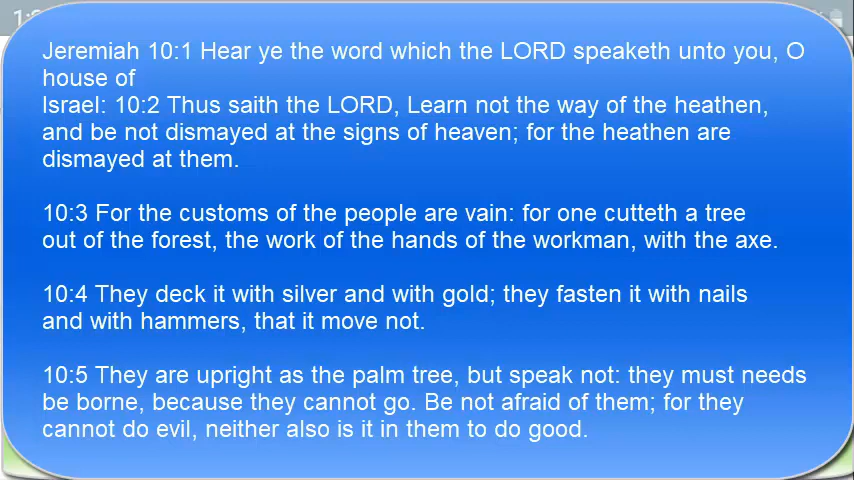 Jeremiah 10:1 Hear ye the word which the LORD speaketh unto you, O
house of
Israel: 10:2 Thus saith the LORD, Learn not the way of the heathen,
and be not dismayed at the signs of heaven; for the heathen are
dismayed at them.
10:3 For the customs of the people are vain: for one cutteth a tree
out of the forest, the work of the hands of the workman, with the axe.
10:4 They deck it with silver and with gold; they fasten it with nails
and with hammers, that it move not.
10:5 They are upright as the palm tree, but speak not: they must needs
be borne, because they cannot go. Be not afraid of them; for they
cannot do evil, neither also is it in them to do good.